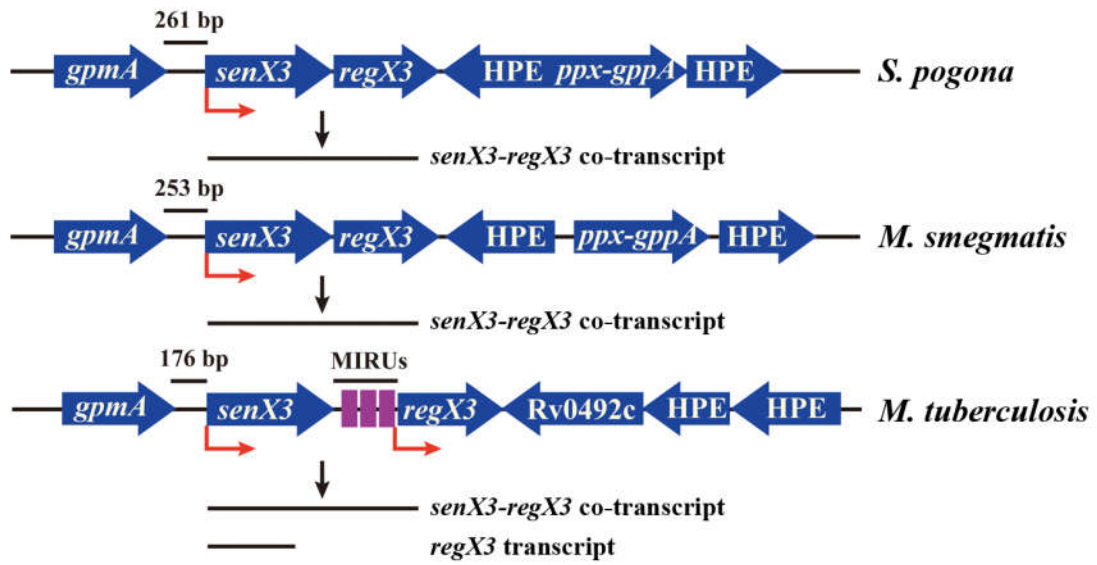 261 bp
gpmA senX3 regX3 HPE ppx-gppA HPE S. pogona
senX3-regX3 co-transcript
253 bp
gpmA senX3 regX3 HPE ppx-gppA HPE M. smegmatis
senX3-regX3 co-transcript
176 bp MIRUs
gpmA senX3 regX3 Rv0492c HPE HPE M. tuberculosis
senX3-regX3 co-transcript
regX3 transcript